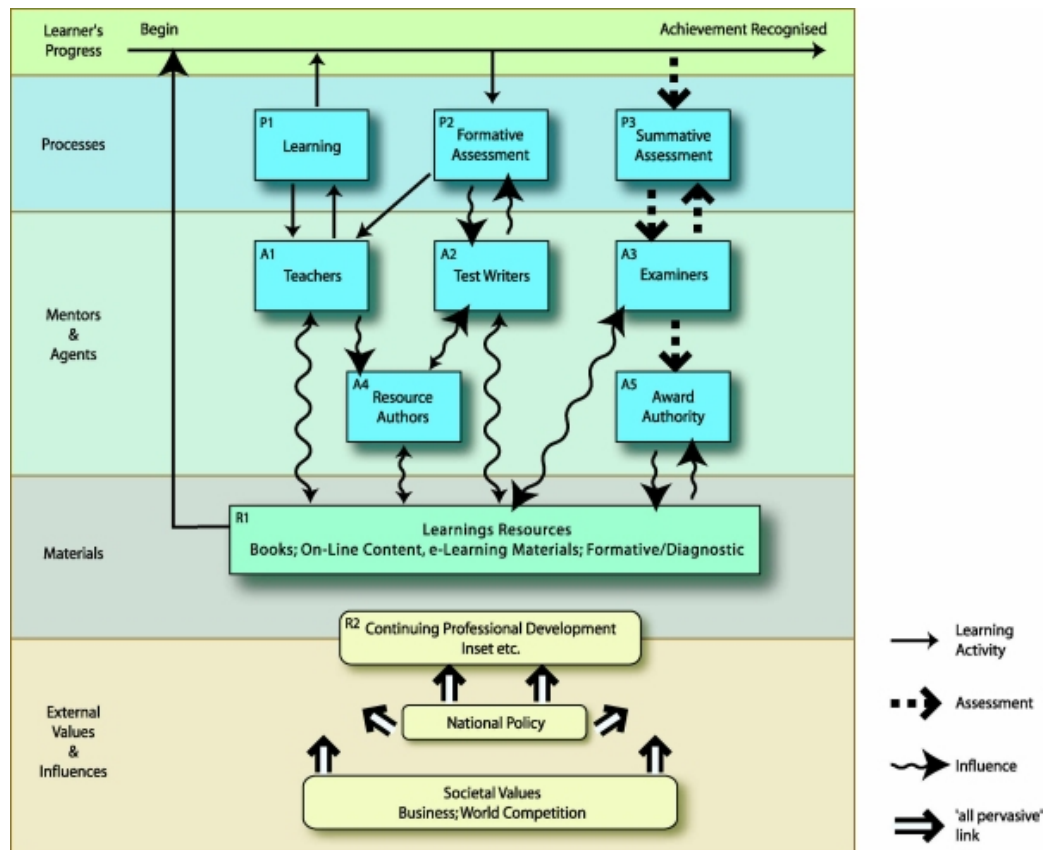 Learner's
Progress
Begin
Achievement Recognised
Processes
P1
Learning
P2
Formative
Assessment
P3
Summative
Assessment
Mentors
&
Agents
A1
Teachers
A2
Test Writers
A3
Examiners
A4
Resource
Authors
A5
Award
Authority
Materials
R1
Learnings Resources
Books; On-Line Content, e-Learning Materials; Formative/Diagnostic
R2
Continuing Professional Development
Inset etc.
External
Values
&
Influences
National Policy
Societal Values
Business; World Competition
Learning
Activity
Assessment
Influence
'all pervasive'
link